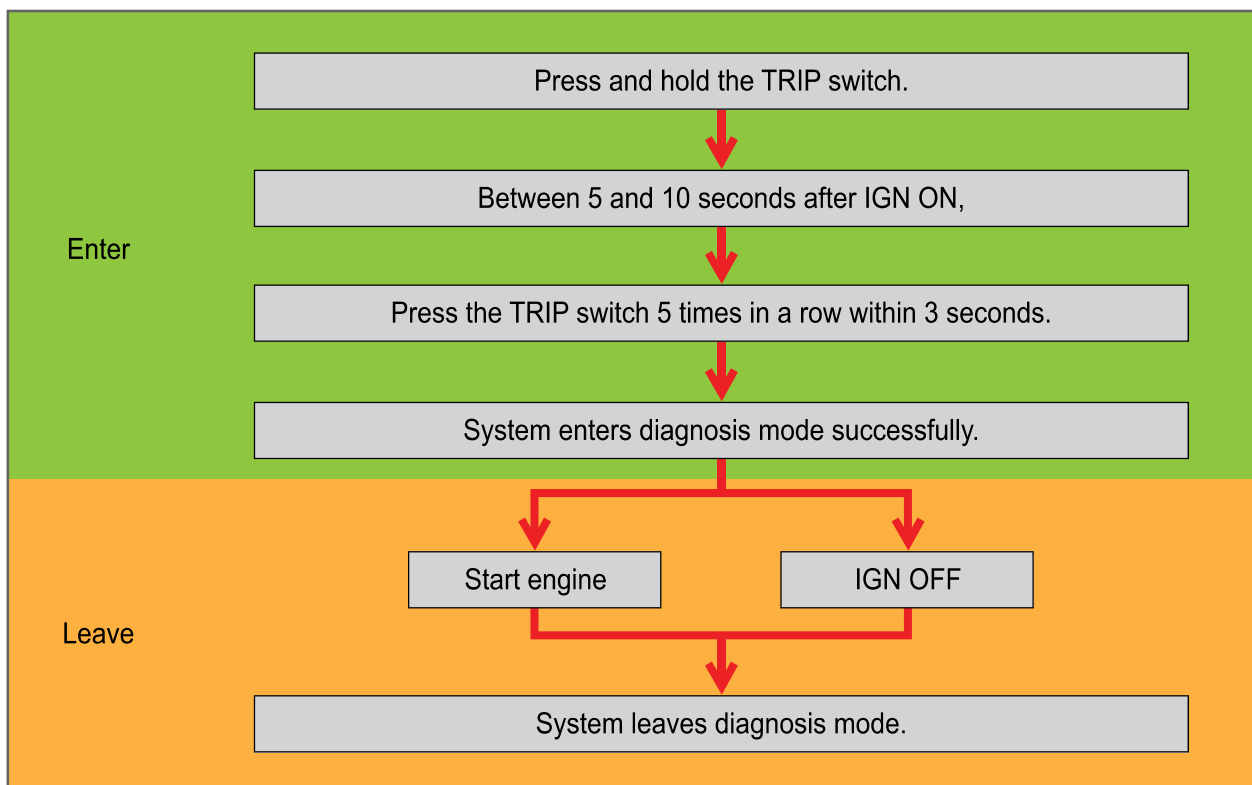 Press and hold the TRIP switch.
Between 5 and 10 seconds after IGN ON,
Enter
Press the TRIP switch 5 times in a row within 3 seconds.
System enters diagnosis mode successfully.
Start engine
IGN OFF
Leave
System leaves diagnosis mode.